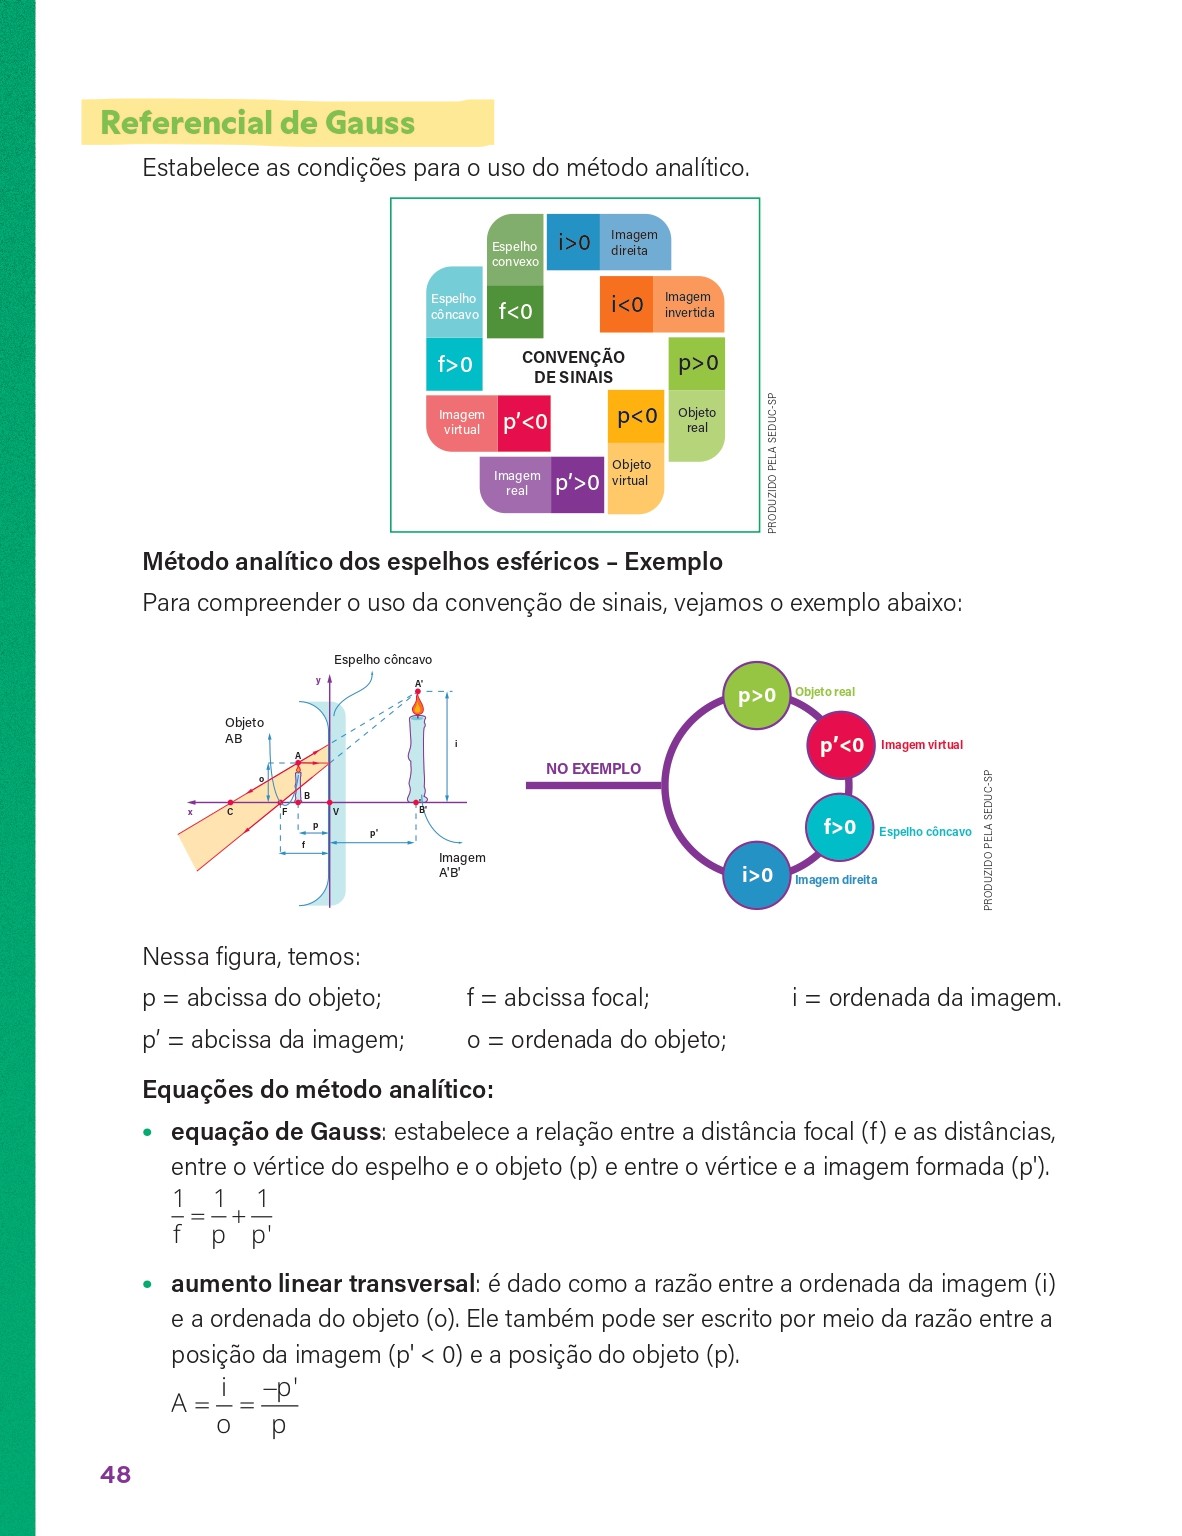 Referencial de Gauss
Estabelece as condições para o uso do método analítico.
Espelho
convexo
f<0
i>0
Imagem
direita
i<0
Imagem
invertida
Espelho
côncavo
f>0
CONVENÇÃO
DE SINAIS
p>0
Objeto
real
Imagem
virtual
p'<0
p<0
Objeto
virtual
Imagem
real
p'>0
PRODUZIDO PELA SEDUC-SP
Método analítico dos espelhos esféricos – Exemplo
Para compreender o uso da convenção de sinais, vejamos o exemplo abaixo:
Espelho côncavo
y
A'
Objeto
AB
A
i
o
B
x
C
F
V
B'
p
p'
f
Imagem
A'B'
NO EXEMPLO
p>0
Objeto real
p'<0
Imagem virtual
f>0
Espelho côncavo
i>0
Imagem direita
PRODUZIDO PELA SEDUC-SP
Nessa figura, temos:
p = abcissa do objeto; f = abcissa focal; i = ordenada da imagem.
p' = abcissa da imagem; o = ordenada do objeto;
Equações do método analítico:
• equação de Gauss: estabelece a relação entre a distância focal (f) e as distâncias,
entre o vértice do espelho e o objeto (p) e entre o vértice e a imagem formada (p').
1/f = 1/p + 1/p'
• aumento linear transversal: é dado como a razão entre a ordenada da imagem (i)
e a ordenada do objeto (o). Ele também pode ser escrito por meio da razão entre a
posição da imagem (p' < 0) e a posição do objeto (p).
A = i/o = –p'/p
48